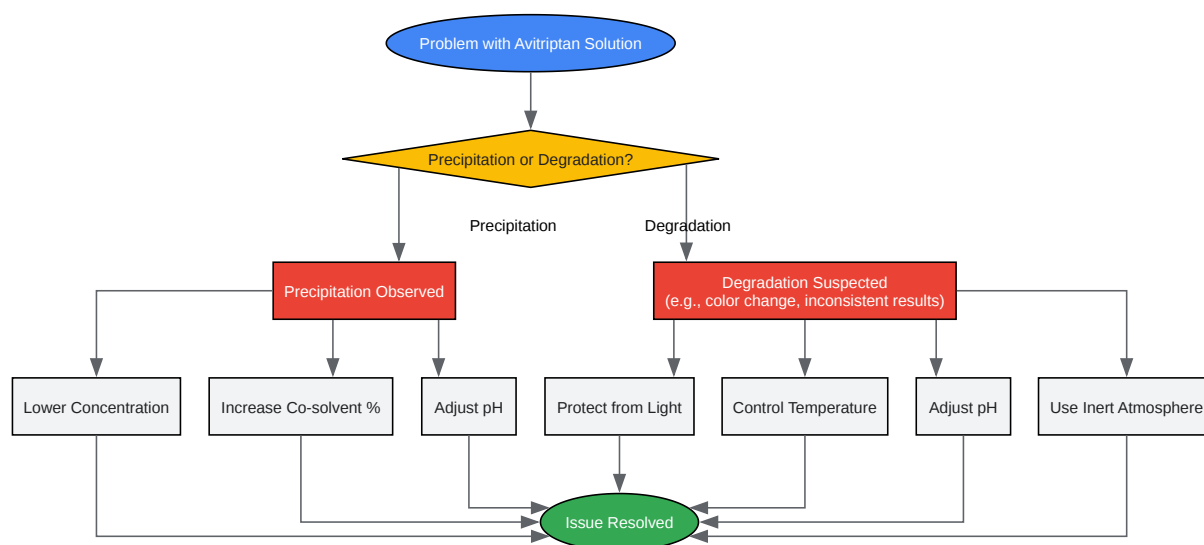 Problem with Avitriptan Solution
Precipitation or Degradation?
Precipitation
Degradation
Precipitation Observed
Degradation Suspected
(e.g., color change, inconsistent results)
Lower Concentration
Increase Co-solvent %
Adjust pH
Protect from Light
Control Temperature
Adjust pH
Use Inert Atmosphere
Issue Resolved